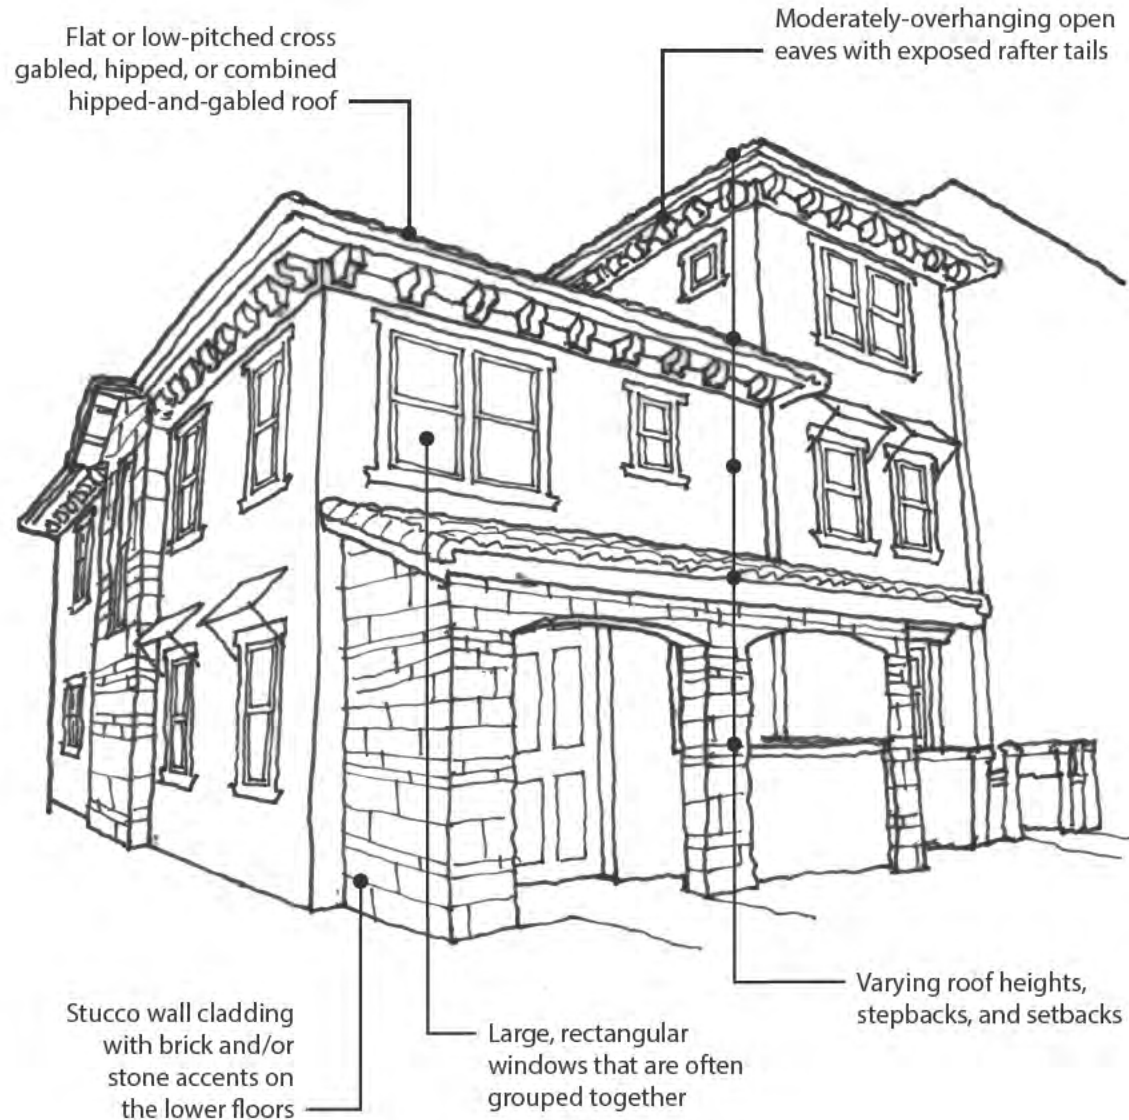 Flat or low-pitched cross
gabled, hipped, or combined
hipped-and-gabled roof
Moderately-overhanging open
eaves with exposed rafter tails
Stucco wall cladding
with brick and/or
stone accents on
the lower floors
Large, rectangular
windows that are often
grouped together
Varying roof heights,
stepbacks, and setbacks